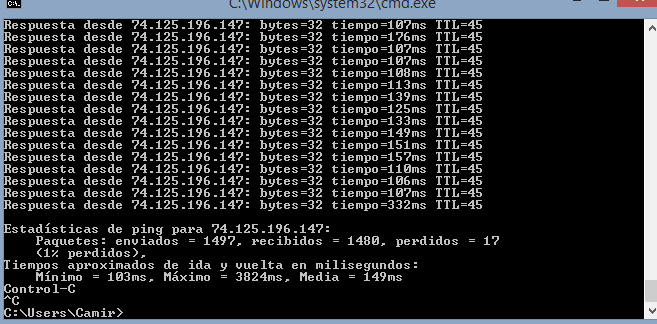 C:\Windows\system32\cmd.exe
Respuesta desde 74.125.196.147: bytes=32 tiempo=107ms TTL=45
Respuesta desde 74.125.196.147: bytes=32 tiempo=176ms TTL=45
Respuesta desde 74.125.196.147: bytes=32 tiempo=107ms TTL=45
Respuesta desde 74.125.196.147: bytes=32 tiempo=107ms TTL=45
Respuesta desde 74.125.196.147: bytes=32 tiempo=108ms TTL=45
Respuesta desde 74.125.196.147: bytes=32 tiempo=113ms TTL=45
Respuesta desde 74.125.196.147: bytes=32 tiempo=139ms TTL=45
Respuesta desde 74.125.196.147: bytes=32 tiempo=125ms TTL=45
Respuesta desde 74.125.196.147: bytes=32 tiempo=133ms TTL=45
Respuesta desde 74.125.196.147: bytes=32 tiempo=149ms TTL=45
Respuesta desde 74.125.196.147: bytes=32 tiempo=151ms TTL=45
Respuesta desde 74.125.196.147: bytes=32 tiempo=157ms TTL=45
Respuesta desde 74.125.196.147: bytes=32 tiempo=110ms TTL=45
Respuesta desde 74.125.196.147: bytes=32 tiempo=106ms TTL=45
Respuesta desde 74.125.196.147: bytes=32 tiempo=107ms TTL=45
Respuesta desde 74.125.196.147: bytes=32 tiempo=332ms TTL=45
Estadísticas de ping para 74.125.196.147:
Paquetes: enviados = 1497, recibidos = 1480, perdidos = 17
(1% perdidos),
Tiempos aproximados de ida y vuelta en milisegundos:
Mínimo = 103ms, Máximo = 3824ms, Media = 149ms
Control-C
^C
C:\Users\Camir>